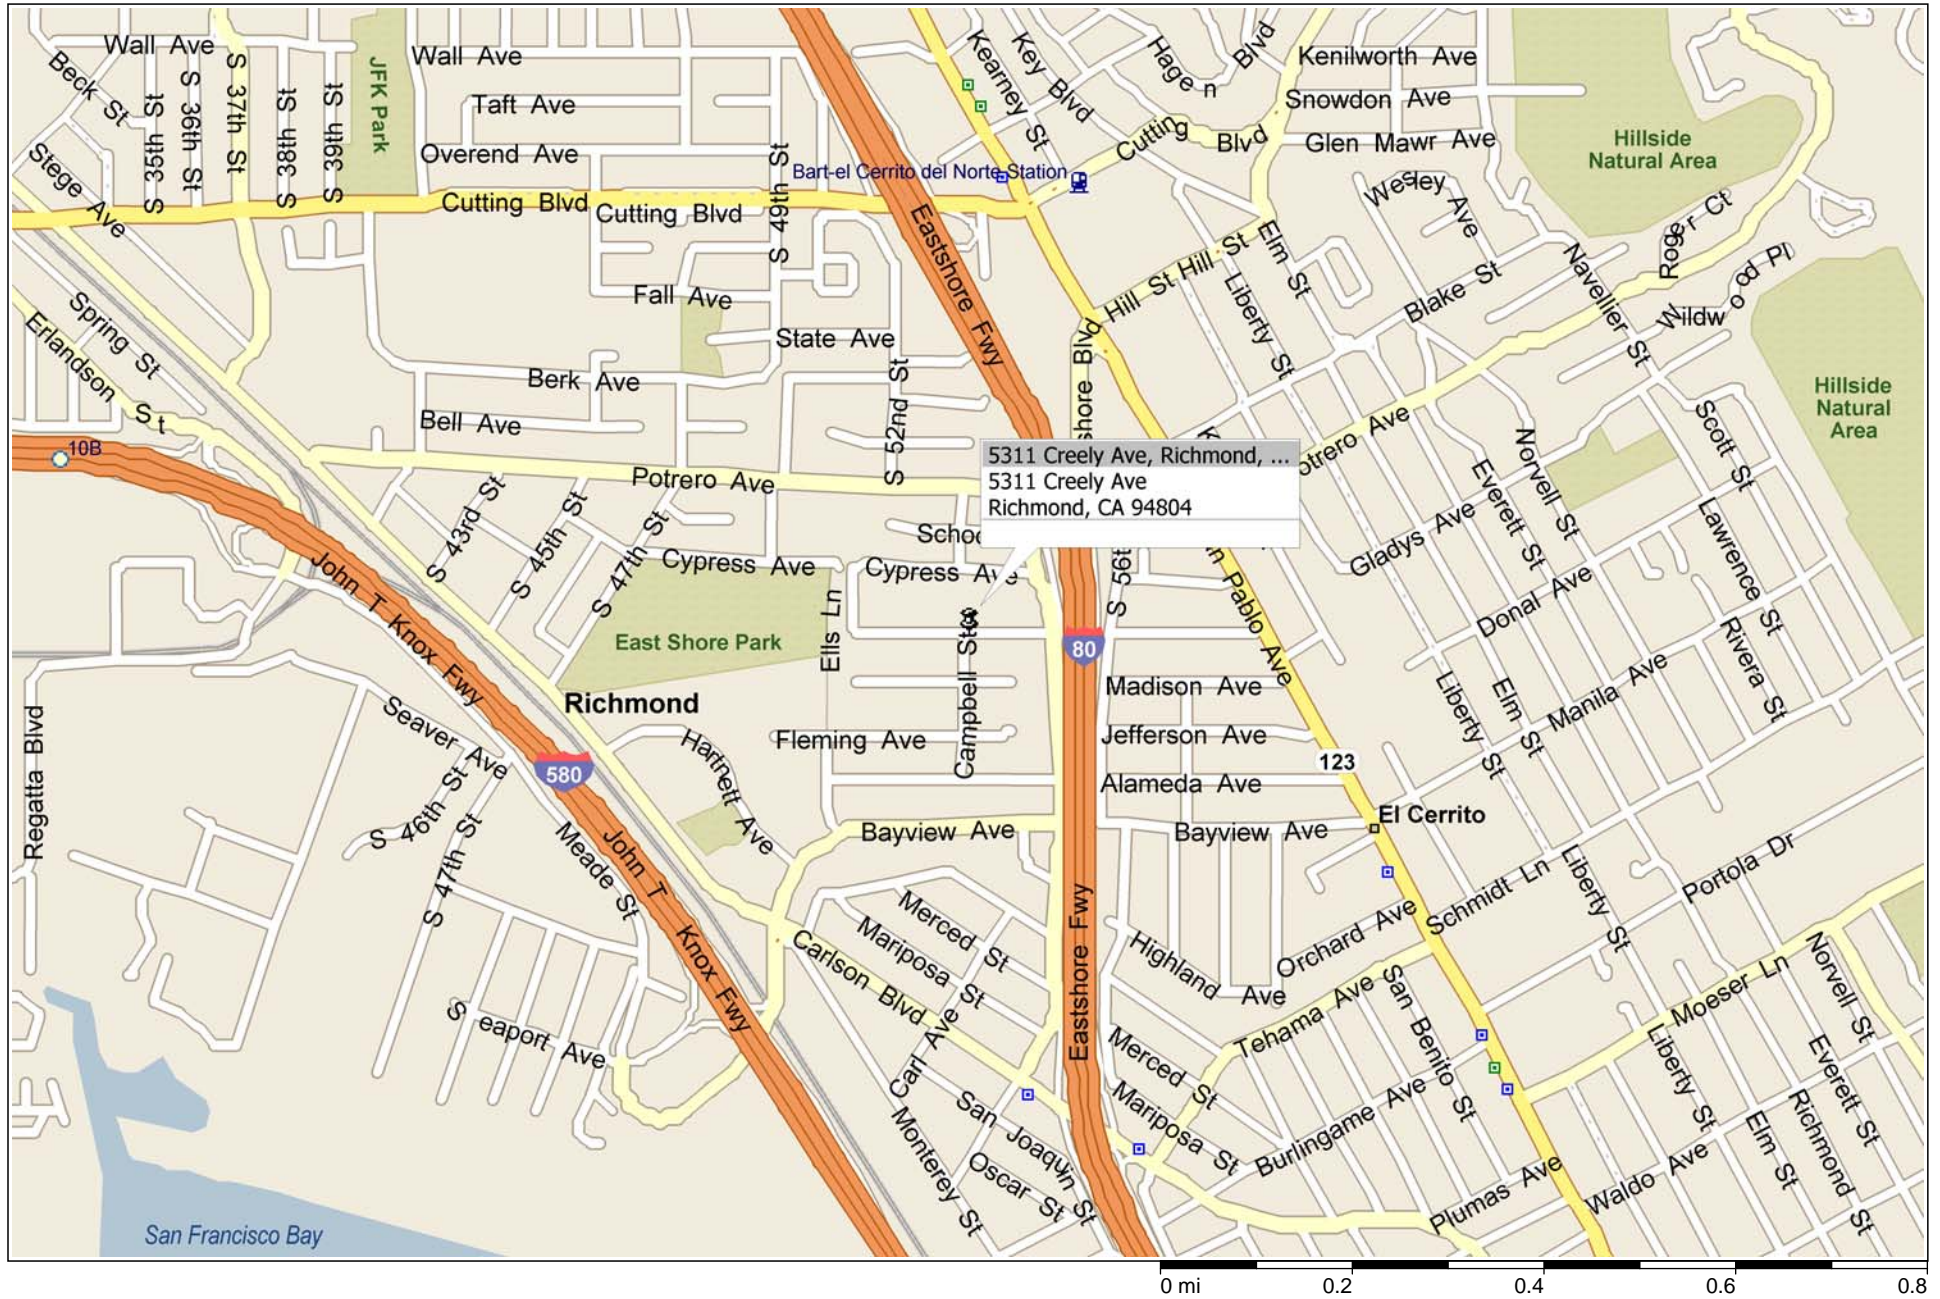 Wall Ave
Beck St
S 35th St
S 36th St
S 37th St
S 38th St
S 39th St
JFK Park
Wall Ave
Taft Ave
Overend Ave
Stege Ave
Cutting Blvd
Cutting Blvd
S 49th St
Bart-el Cerrito del Norte Station
Kearney St
Key Blvd
Hagen Blvd
Cutting Blvd
Kenilworth Ave
Snowdon Ave
Glen Mawr Ave
Hillside
Natural Area
Wesley Ave
Roger Ct
Wildwood Pl
Navellier St
Eastshore Fwy
Hill St
Hill St
Elm St
Liberty St
Blake St
Spring St
Erlandson St
Fall Ave
State Ave
Berk Ave
Bell Ave
S 52nd St
shore Blvd
Hillside
Natural
Area
10B
Potrero Ave
otrero Ave
5311 Creely Ave, Richmond, ...
5311 Creely Ave
Richmond, CA 94804
Scott St
Norvell St
Everett St
Gladys Ave
Lawrence St
S 43rd St
S 45th St
S 47th St
Schoo
Cypress Ave
Cypress Ave
S 56t
n Pablo Ave
Donal Ave
John T Knox Fwy
East Shore Park
Ells Ln
Campbell St
80
Rivera St
Manila Ave
Liberty St
Elm St
Richmond
Madison Ave
Regatta Blvd
Seaver Ave
580
Hartnett Ave
Fleming Ave
Jefferson Ave
123
Alameda Ave
S 46th St
S 47th St
Meade St
John T Knox Fwy
Bayview Ave
Bayview Ave
El Cerrito
Schmidt Ln
Liberty St
Portola Dr
Merced St
Mariposa St
Carlson Blvd
Eastshore Fwy
Highland Ave
Orchard Ave
Tehama Ave
San Benito St
Moeser Ln
Norvell St
Seaport Ave
Carl Ave
Merced St
Mariposa St
Burlingame Ave
Liberty St
Everett St
Richmond St
Elm St
San Joaquin St
Monterey St
Oscar St
Plumas Ave
Waldo Ave
San Francisco Bay
0 mi 0.2 0.4 0.6 0.8